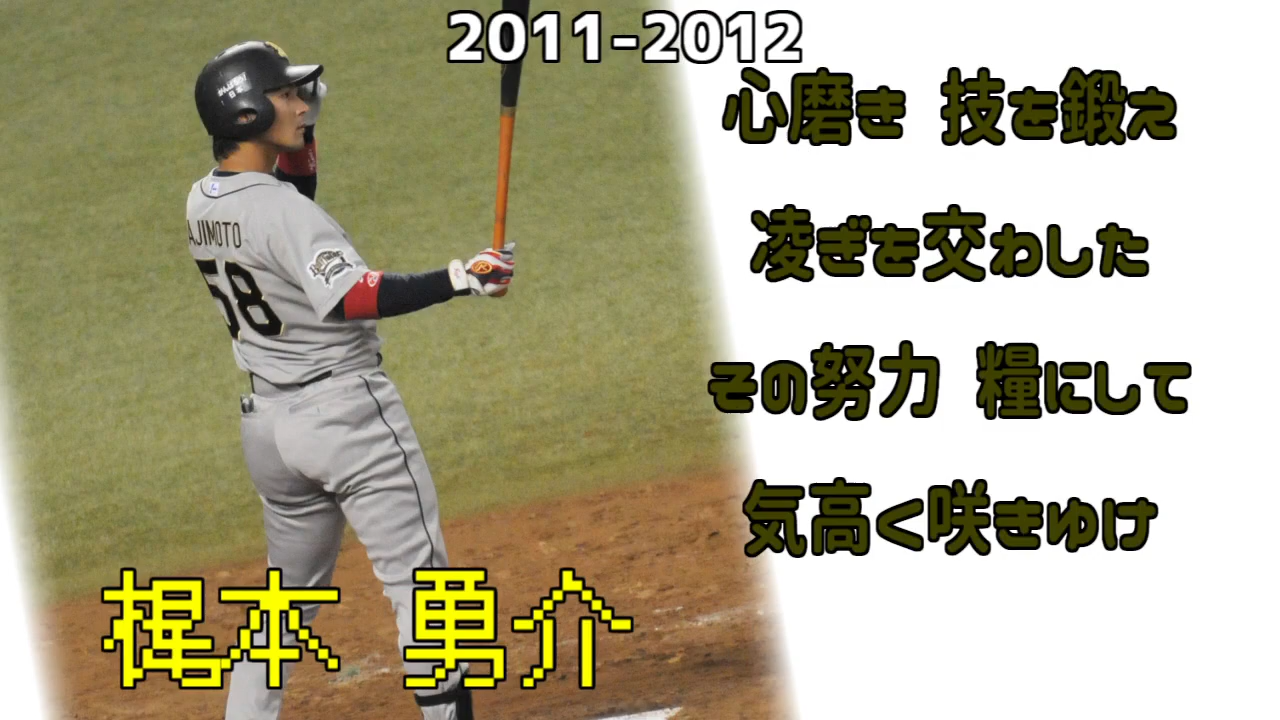 2011-2012
心磨き 技を鍛え
凌ぎを交わした
その努力 糧にして
気高く咲きゆけ
AJIMOTO
58
梶本 勇介